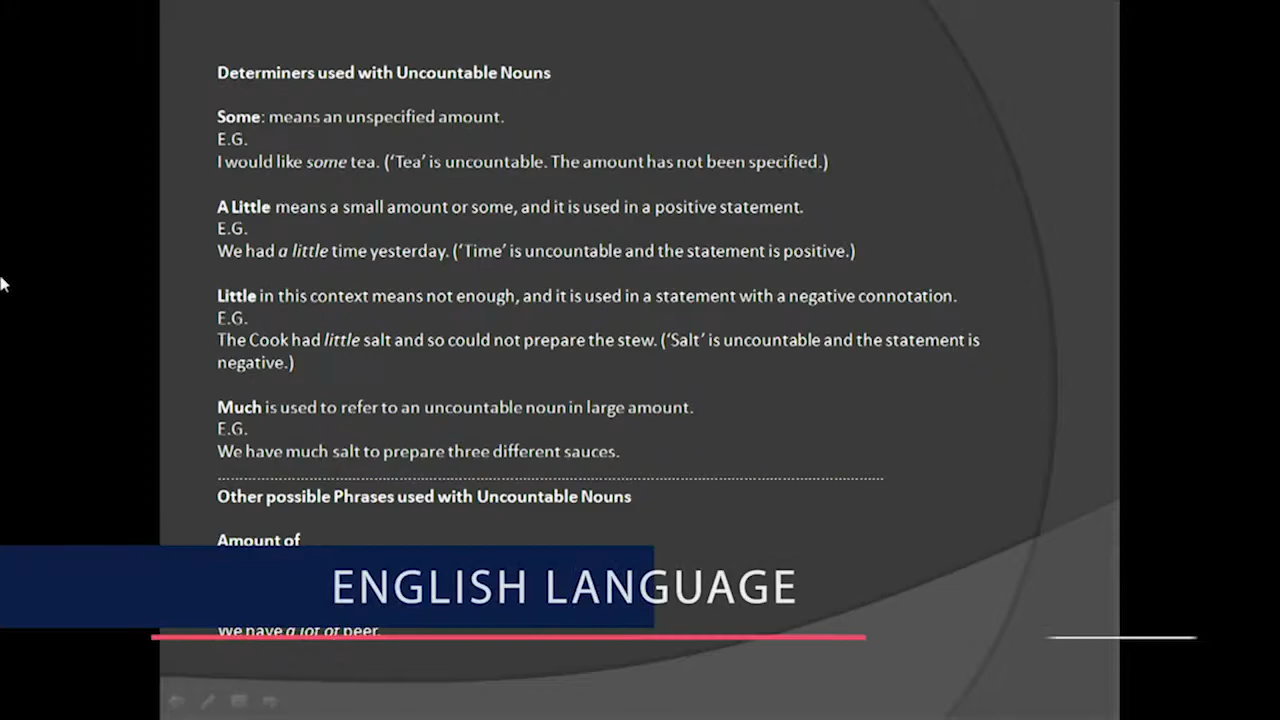 Determiners used with Uncountable Nouns
Some: means an unspecified amount.
E.G.
I would like some tea. (‘Tea’ is uncountable. The amount has not been specified.)
A Little means a small amount or some, and it is used in a positive statement.
E.G.
We had a little time yesterday. (‘Time’ is uncountable and the statement is positive.)
Little in this context means not enough, and it is used in a statement with a negative connotation.
E.G.
The Cook had little salt and so could not prepare the stew. (‘Salt’ is uncountable and the statement is
negative.)
Much is used to refer to an uncountable noun in large amount.
E.G.
We have much salt to prepare three different sauces.
Other possible Phrases used with Uncountable Nouns
Amount of
ENGLISH LANGUAGE
We have a lot of